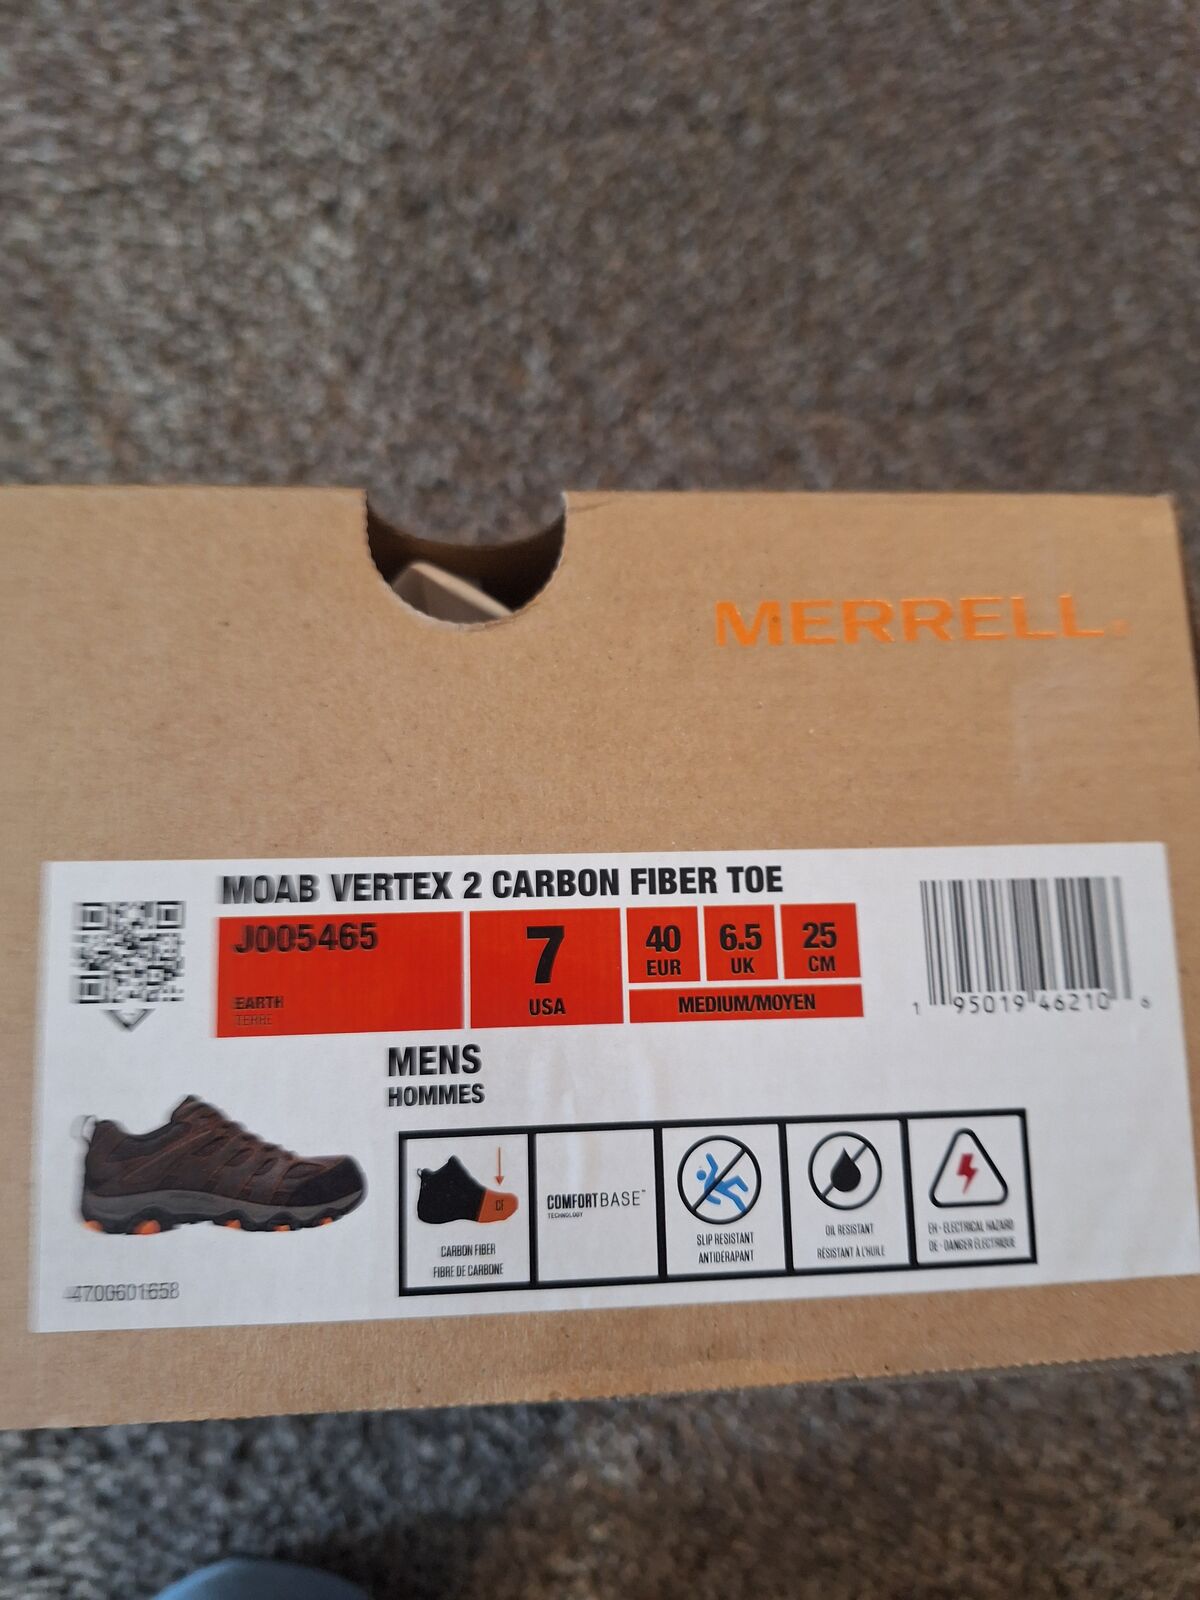 MERRELL
MOAB VERTEX 2 CARBON FIBER TOE
J005465
EARTH
TERRE
7
USA
40
EUR
6.5
UK
25
CM
MEDIUM/MOYEN
1 95019 46210 6
MENS
HOMMES
CF
CARBON FIBER
FIBRE DE CARBONE
COMFORTBASE™
TECHNOLOGY
SLIP RESISTANT
ANTIDÉRAPANT
OIL RESISTANT
RÉSISTANT À L'HUILE
EH - ELECTRICAL HAZARD
DE - DANGER ÉLECTRIQUE
4700601658